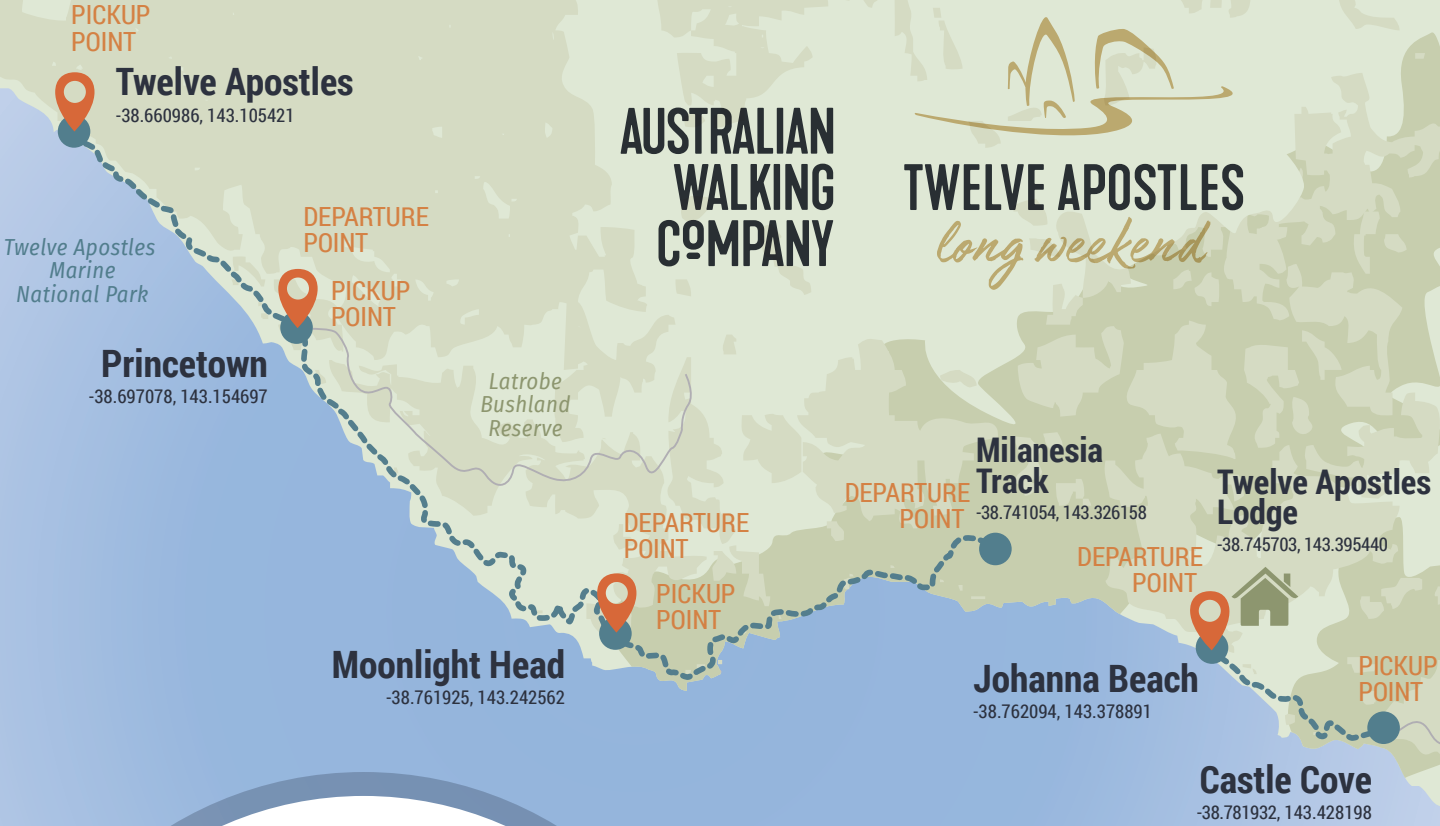 PICKUP
POINT
Twelve Apostles
-38.660986, 143.105421
AUSTRALIAN
WALKING
COMPANY
TWELVE APOSTLES
long weekend
Twelve Apostles
Marine
National Park
DEPARTURE
POINT
PICKUP
POINT
Princetown
-38.697078, 143.154697
Latrobe
Bushland
Reserve
DEPARTURE
POINT
PICKUP
POINT
Moonlight Head
-38.761925, 143.242562
DEPARTURE
POINT
Milanesia
Track
-38.741054, 143.326158
Twelve Apostles
Lodge
-38.745703, 143.395440
DEPARTURE
POINT
Johanna Beach
-38.762094, 143.378891
PICKUP
POINT
Castle Cove
-38.781932, 143.428198